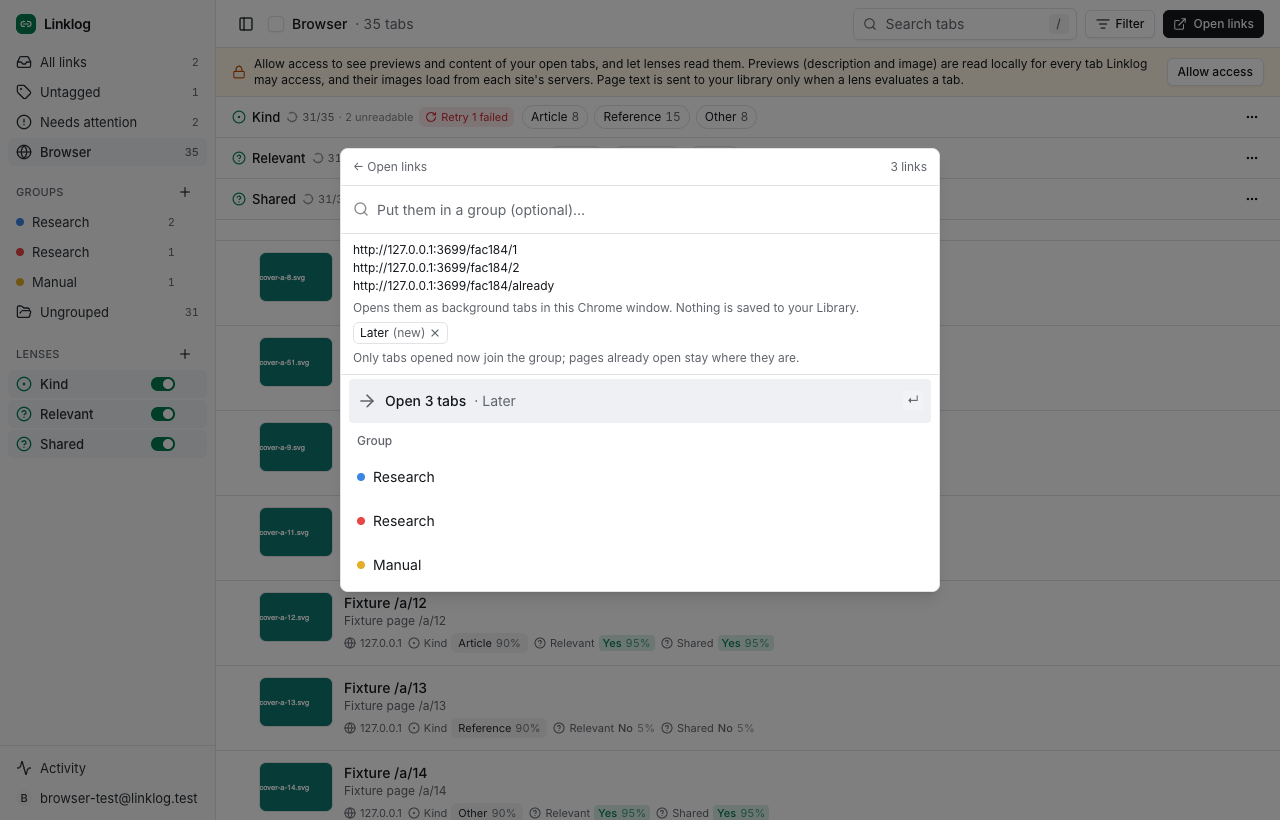 Linklog
All links 2
Untagged 1
Needs attention 2
Browser 35
GROUPS
Research 2
Research 1
Manual 1
Ungrouped 31
LENSES
Kind
Relevant
Shared
Activity
B browser-test@linklog.test
Browser · 35 tabs
Search tabs /
Filter
Open links
Allow access to see previews and content of your open tabs, and let lenses read them. Previews (description and image) are read locally for every tab Linklog
may access, and their images load from each site's servers. Page text is sent to your library only when a lens evaluates a tab.
Allow access
Kind 31/35 · 2 unreadable Retry 1 failed Article 8 Reference 15 Other 8
Relevant
Shared
← Open links 3 links
Put them in a group (optional)...
http://127.0.0.1:3699/fac184/1
http://127.0.0.1:3699/fac184/2
http://127.0.0.1:3699/fac184/already
Opens them as background tabs in this Chrome window. Nothing is saved to your Library.
Later (new) ×
Only tabs opened now join the group; pages already open stay where they are.
Open 3 tabs · Later
Group
Research
Research
Manual
cover-a-8.svg
cover-a-51.svg
cover-a-9.svg
cover-a-11.svg
cover-a-12.svg
Fixture /a/12
Fixture page /a/12
127.0.0.1 Kind Article 90% Relevant Yes 95% Shared Yes 95%
cover-a-13.svg
Fixture /a/13
Fixture page /a/13
127.0.0.1 Kind Reference 90% Relevant No 5% Shared No 5%
cover-a-14.svg
Fixture /a/14
Fixture page /a/14
127.0.0.1 Kind Other 90% Relevant Yes 95% Shared Yes 95%